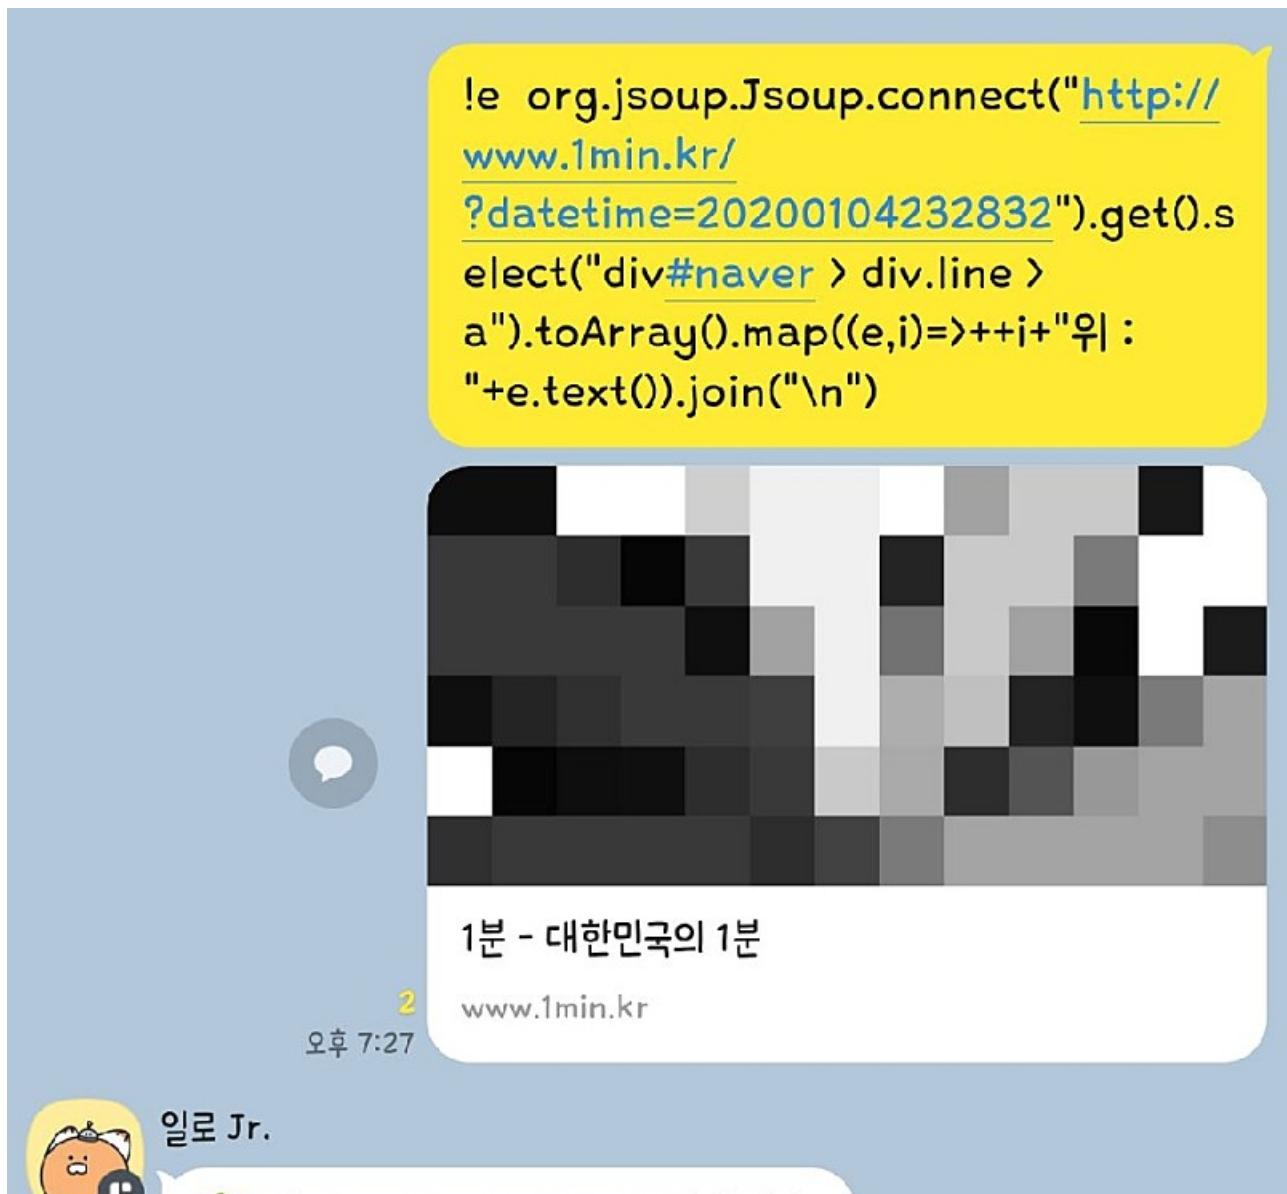 !e  org.jsoup.Jsoup.connect("http://
www.1min.kr/
?datetime=20200104232832").get().s
elect("div#naver > div.line >
a").toArray().map((e,i)=>++i+"위 :
"+e.text()).join("\n")
1분 - 대한민국의 1분
www.1min.kr
2
오후 7:27
일로 Jr.